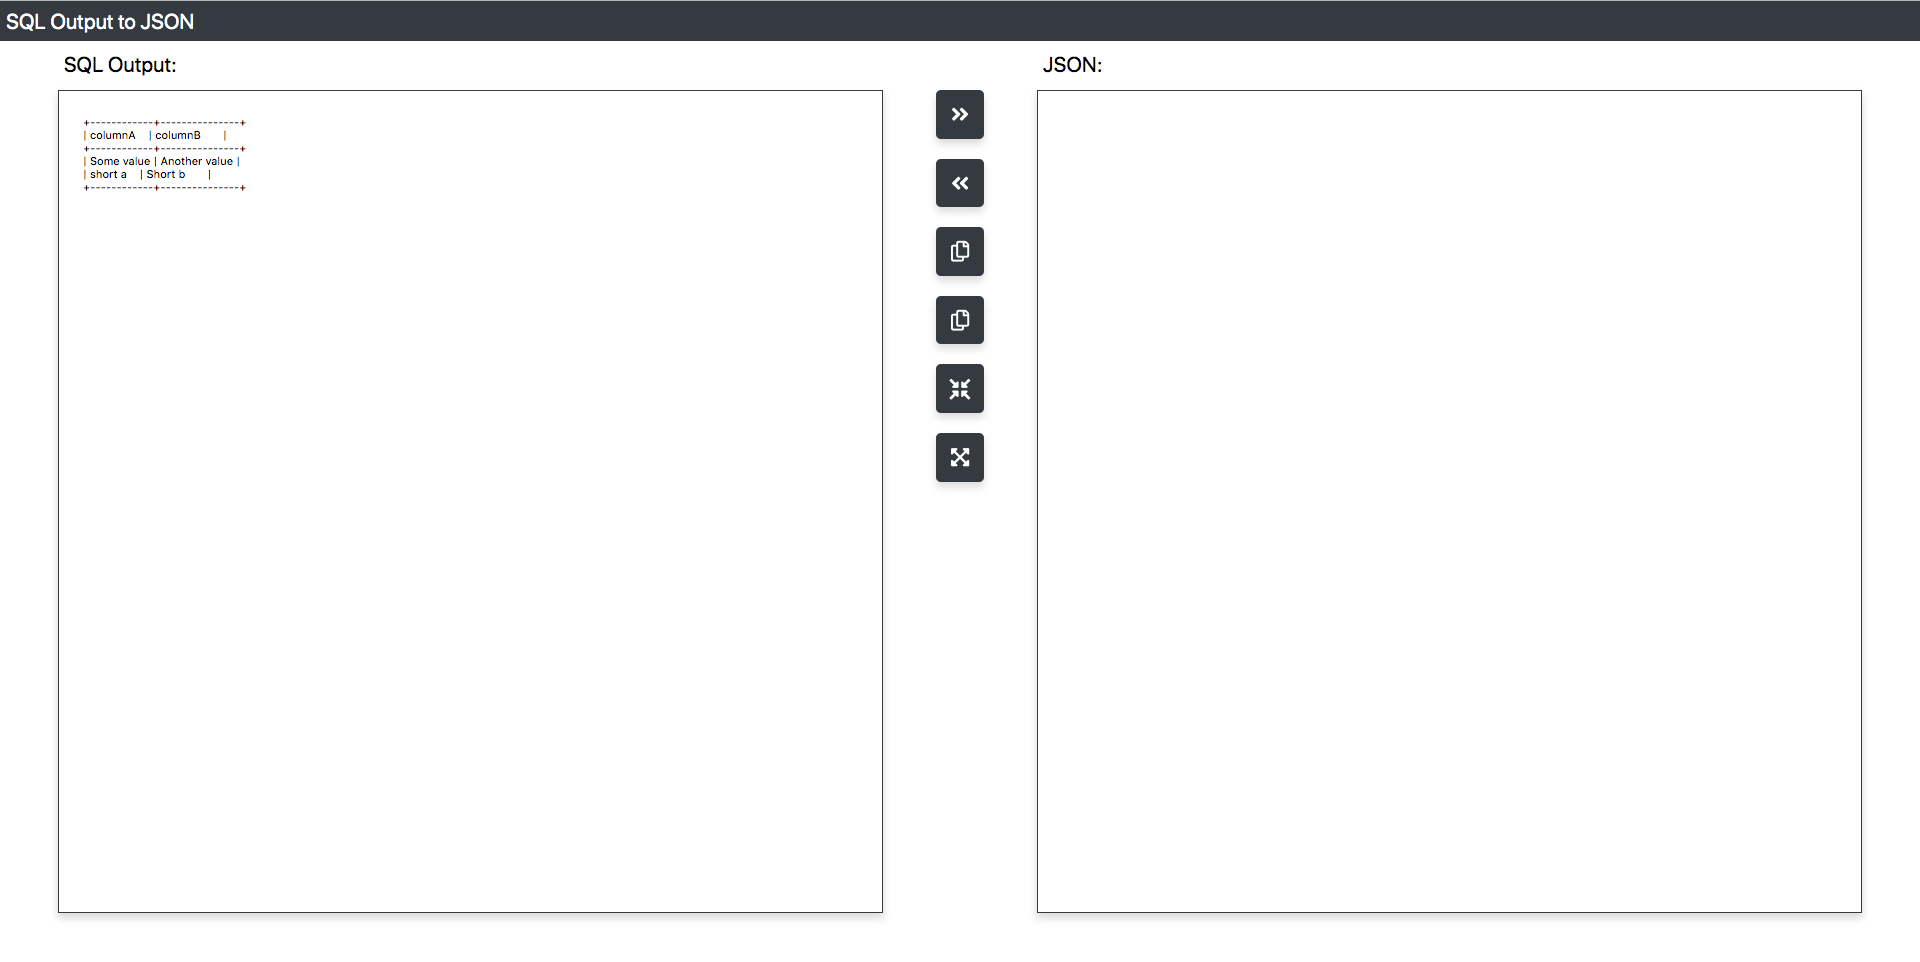 SQL Output to JSON
SQL Output:
JSON:
+------------+---------------+
| columnA    | columnB       |
+------------+---------------+
| Some value | Another value |
| short a    | Short b       |
+------------+---------------+